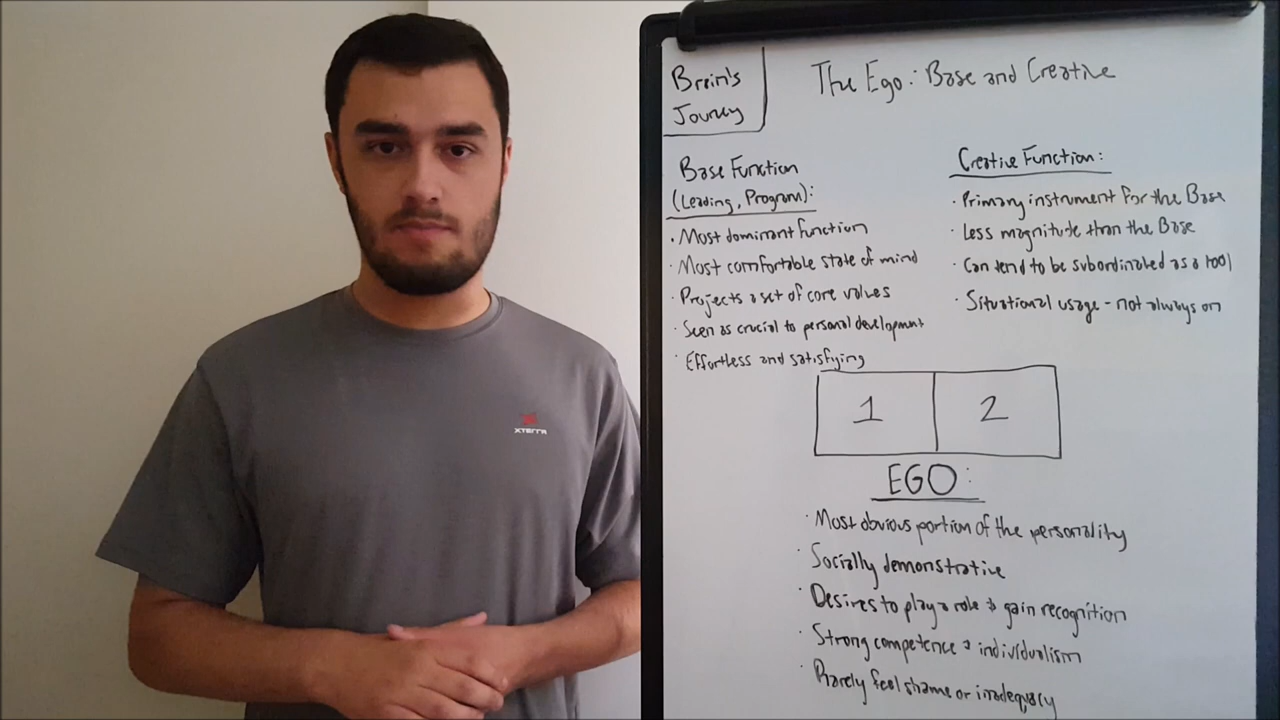 Brain's
Journey
The Ego: Base and Creative
Base Function
(Leading, Program):
· Most dominant function
· Most comfortable state of mind
· Projects a set of core values
· Seen as crucial to personal development
· Effortless and satisfying
Creative Function:
· Primary instrument for the Base
· Less magnitude than the Base
· Can tend to be subordinated as a tool
· Situational usage - not always on
1 2
EGO:
· Most obvious portion of the personality
· Socially demonstrative
· Desires to play a role & gain recognition
· Strong competence & individualism
· Rarely feel shame or inadequacy
XTERRA